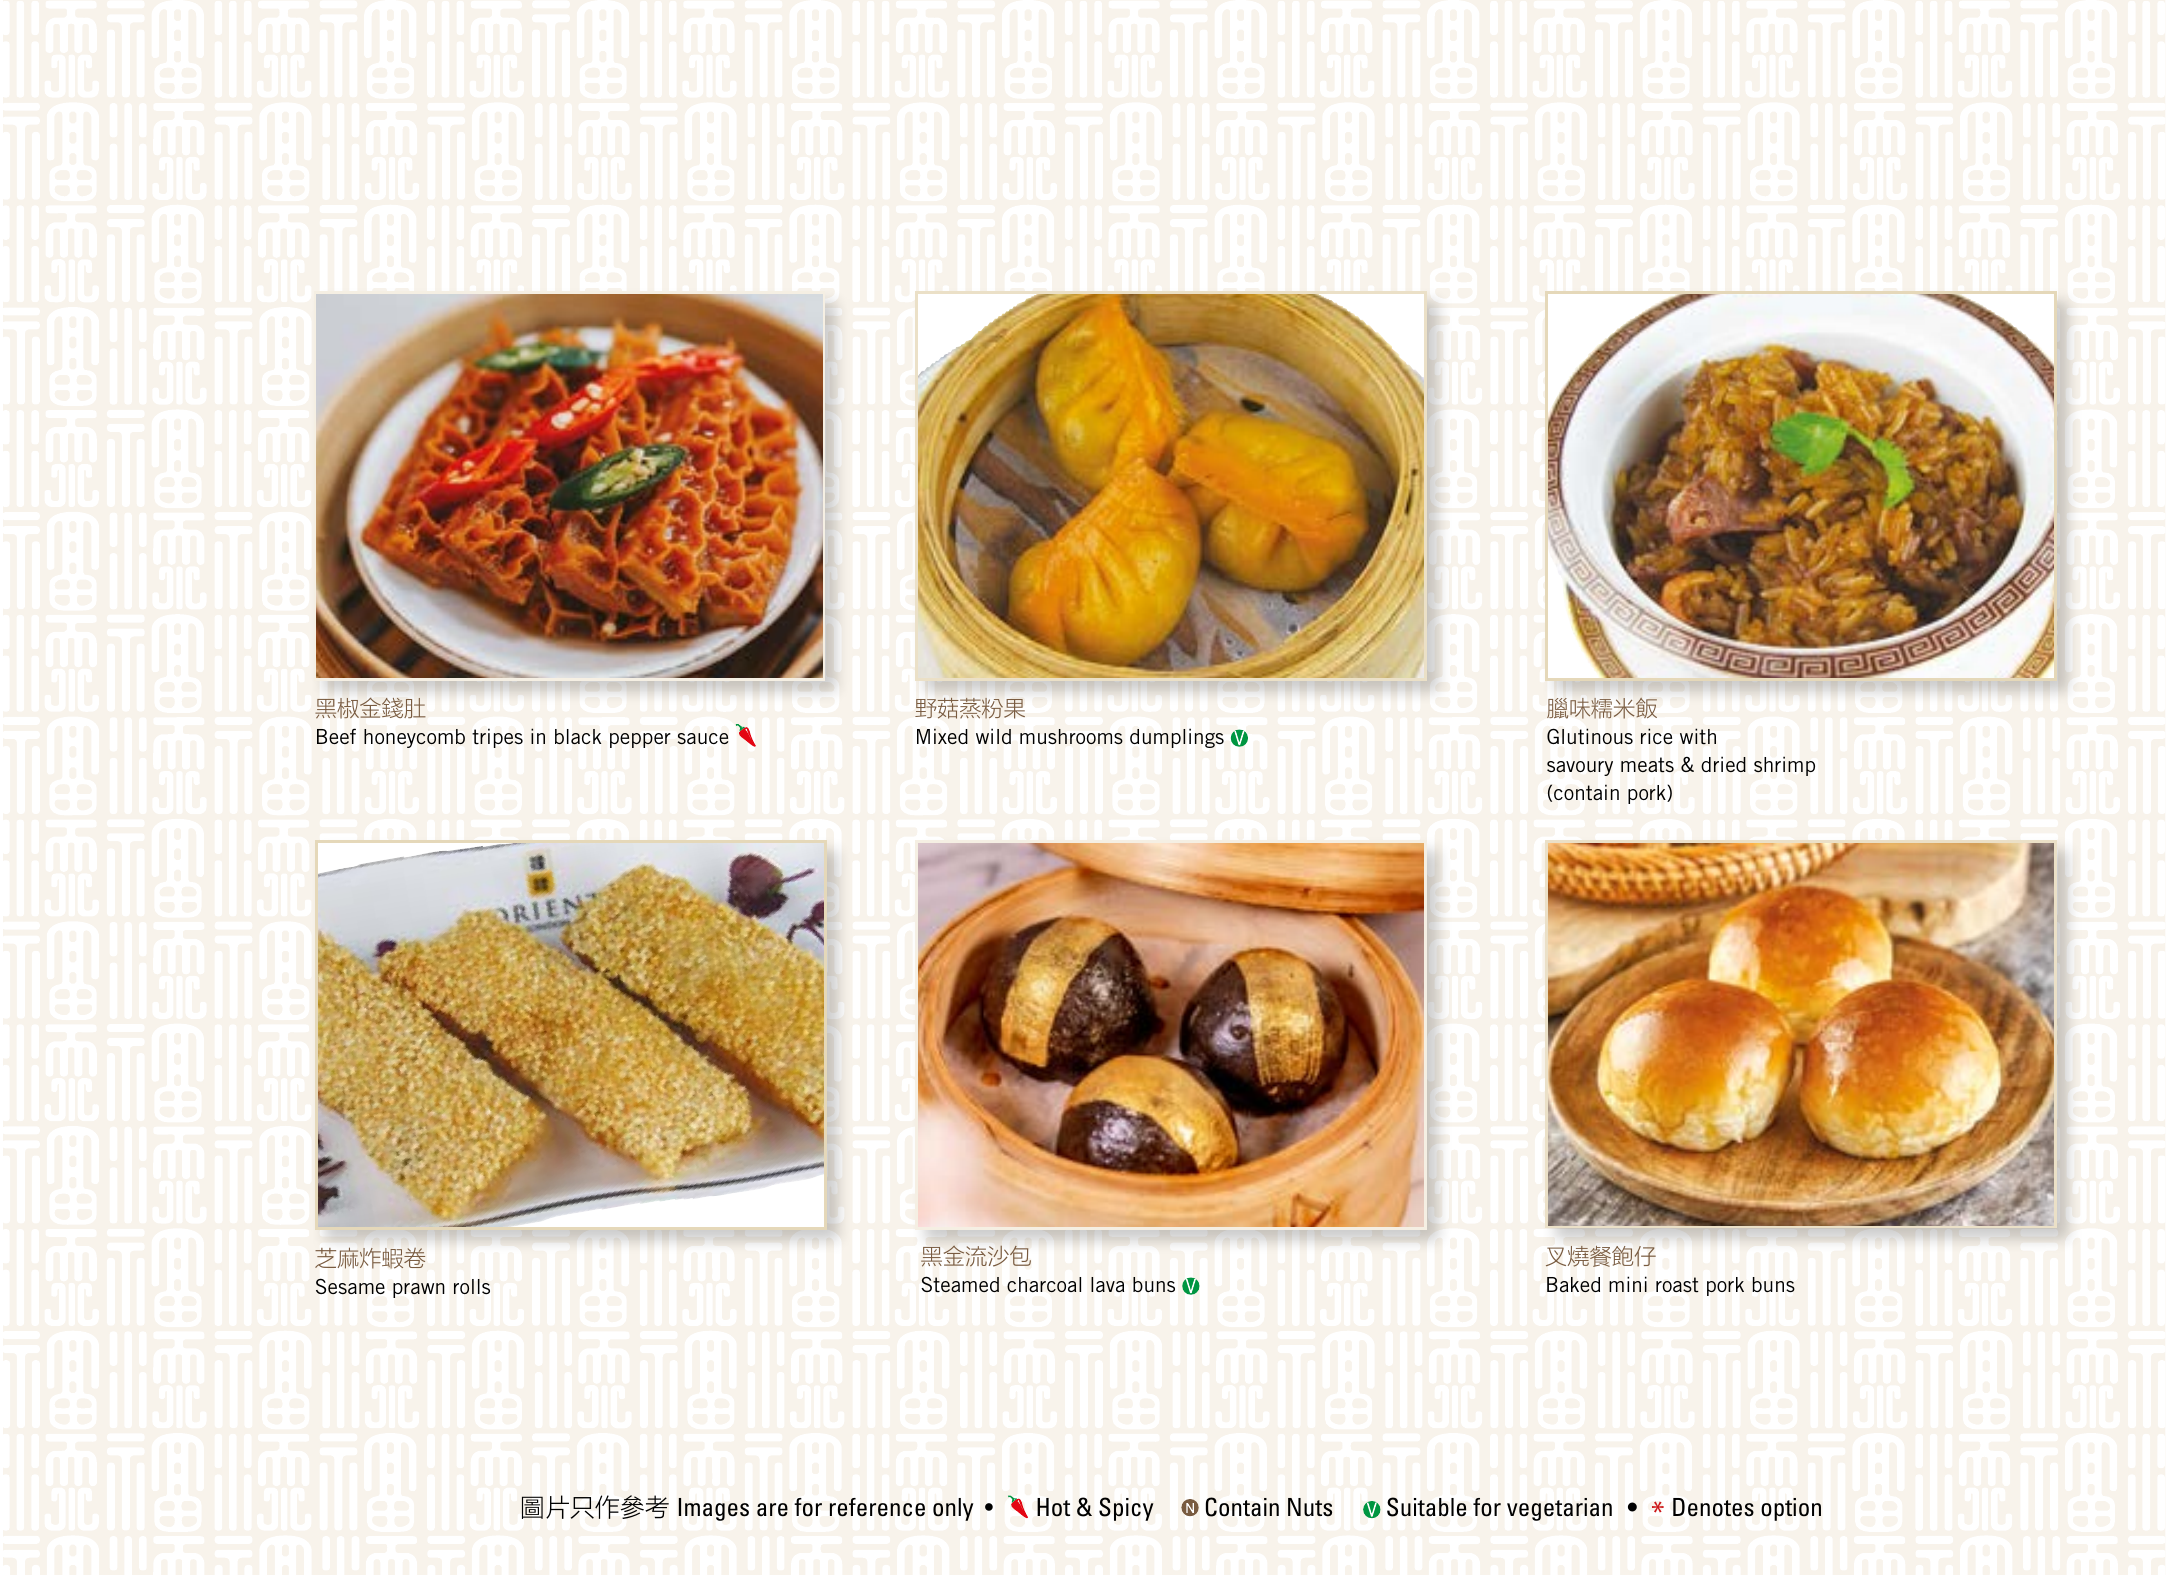 黑椒金錢肚
Beef honeycomb tripes in black pepper sauce
野菇蒸粉果
Mixed wild mushrooms dumplings V
臘味糯米飯
Glutinous rice with
savoury meats & dried shrimp
(contain pork)
ORIENT
LONDON
芝麻炸蝦卷
Sesame prawn rolls
黑金流沙包
Steamed charcoal lava buns V
叉燒餐飽仔
Baked mini roast pork buns
圖片只作參考 Images are for reference only • Hot & Spicy N Contain Nuts V Suitable for vegetarian • * Denotes option